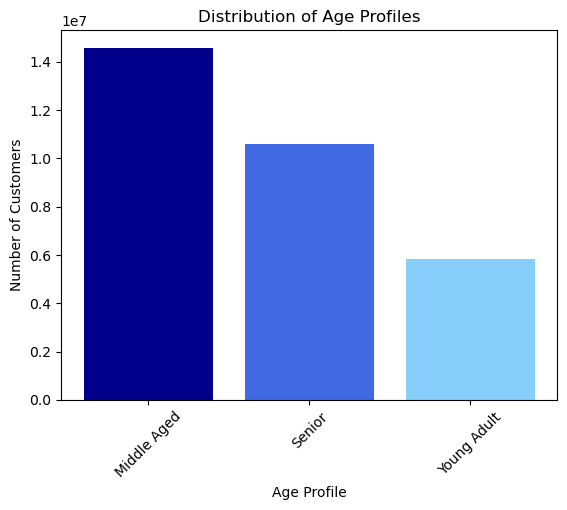 Distribution of Age Profiles
1e7
1.4
1.2
1.0
0.8
0.6
0.4
0.2
0.0
Number of Customers
Middle Aged
Senior
Young Adult
Age Profile